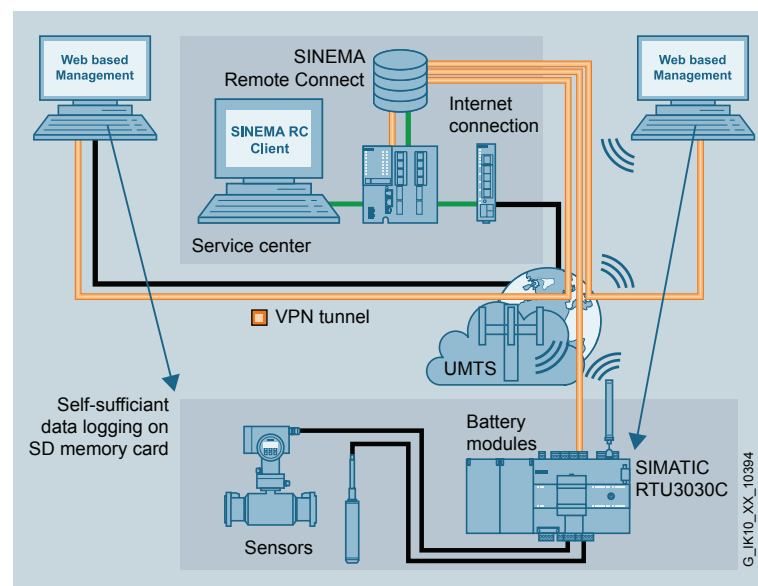 Web based
Management
SINEMA
Remote Connect
Web based
Management
Internet
connection
SINEMA RC
Client
Service center
VPN tunnel
UMTS
Self-sufficiant
data logging on
SD memory card
Battery
modules
SIMATIC
RTU3030C
Sensors
G_IK10_XX_10394